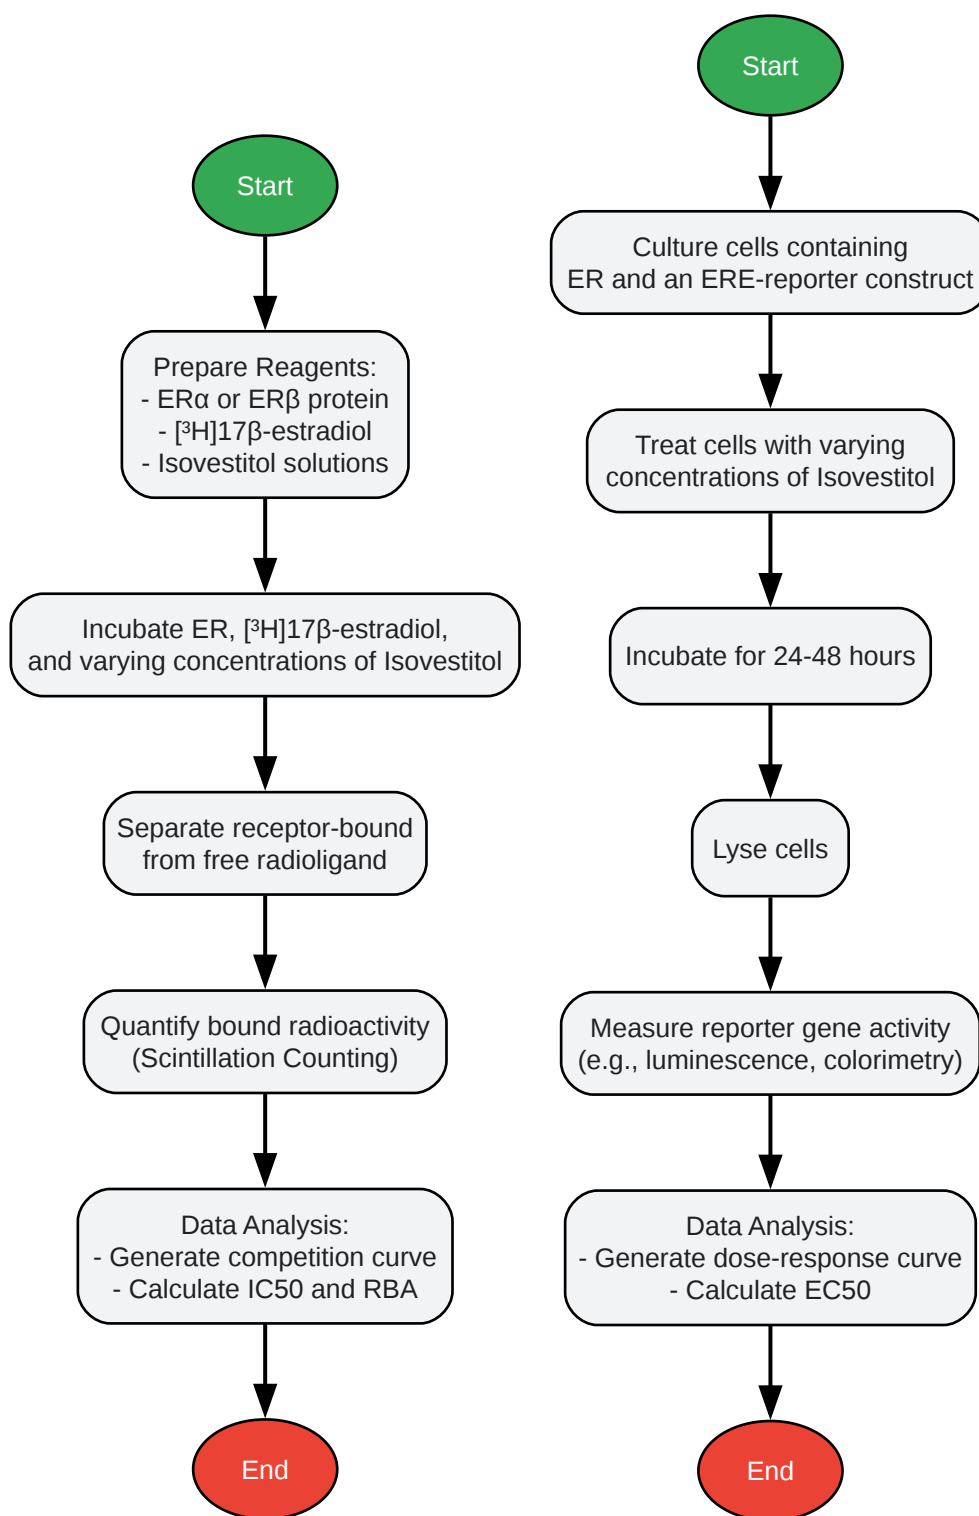 Start
Prepare Reagents:
- ERα or ERβ protein
- [³H]17β-estradiol
- Isovestitol solutions
Incubate ER, [³H]17β-estradiol,
and varying concentrations of Isovestitol
Separate receptor-bound
from free radioligand
Quantify bound radioactivity
(Scintillation Counting)
Data Analysis:
- Generate competition curve
- Calculate IC50 and RBA
End
Start
Culture cells containing
ER and an ERE-reporter construct
Treat cells with varying
concentrations of Isovestitol
Incubate for 24-48 hours
Lyse cells
Measure reporter gene activity
(e.g., luminescence, colorimetry)
Data Analysis:
- Generate dose-response curve
- Calculate EC50
End